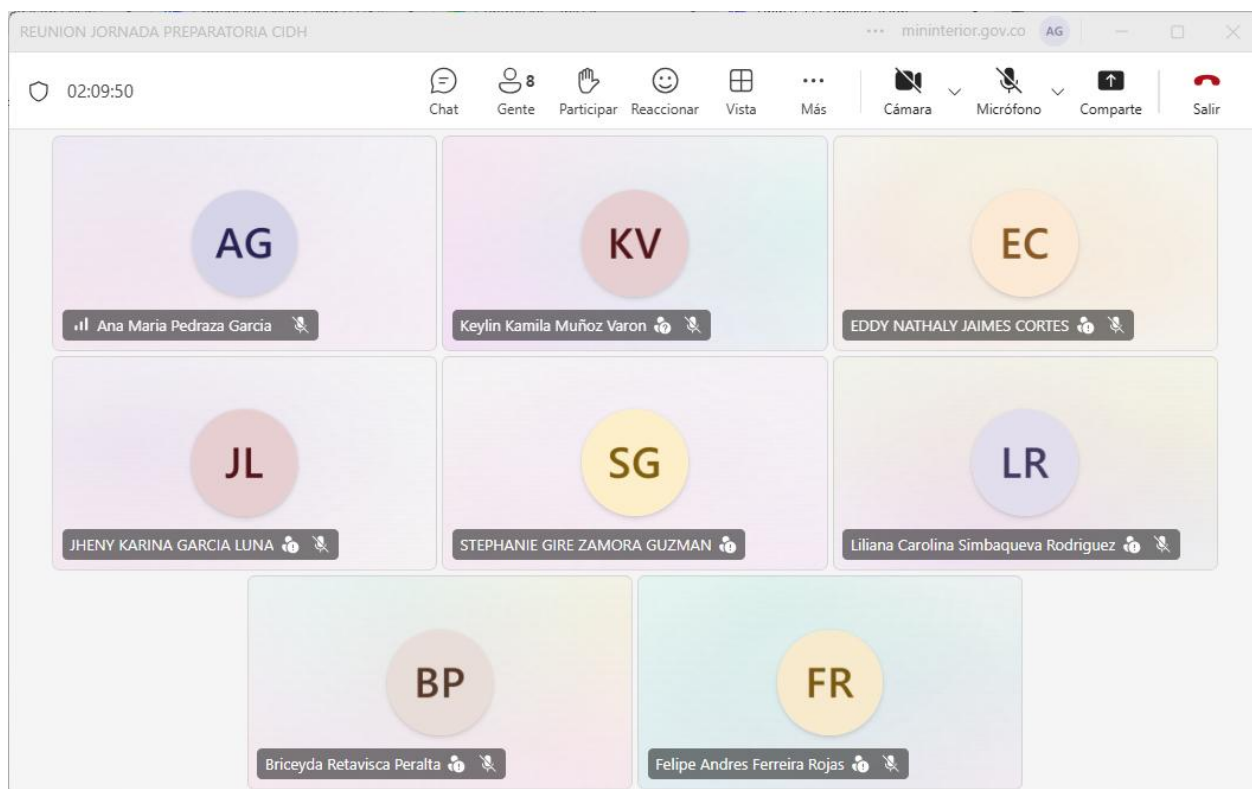 REUNION JORNADA PREPARATORIA CIDH ... mininterior.gov.co AG
02:09:50 8
Chat Gente Participar Reaccionar Vista Más Cámara Micrófono Comparte Salir
AG KV EC
Ana Maria Pedraza Garcia Keylin Kamila Muñoz Varon EDDY NATHALY JAIMES CORTES
JL SG LR
JHENY KARINA GARCIA LUNA STEPHANIE GIRE ZAMORA GUZMAN Liliana Carolina Simbaqueva Rodriguez
BP FR
Briceyda Retavisca Peralta Felipe Andres Ferreira Rojas